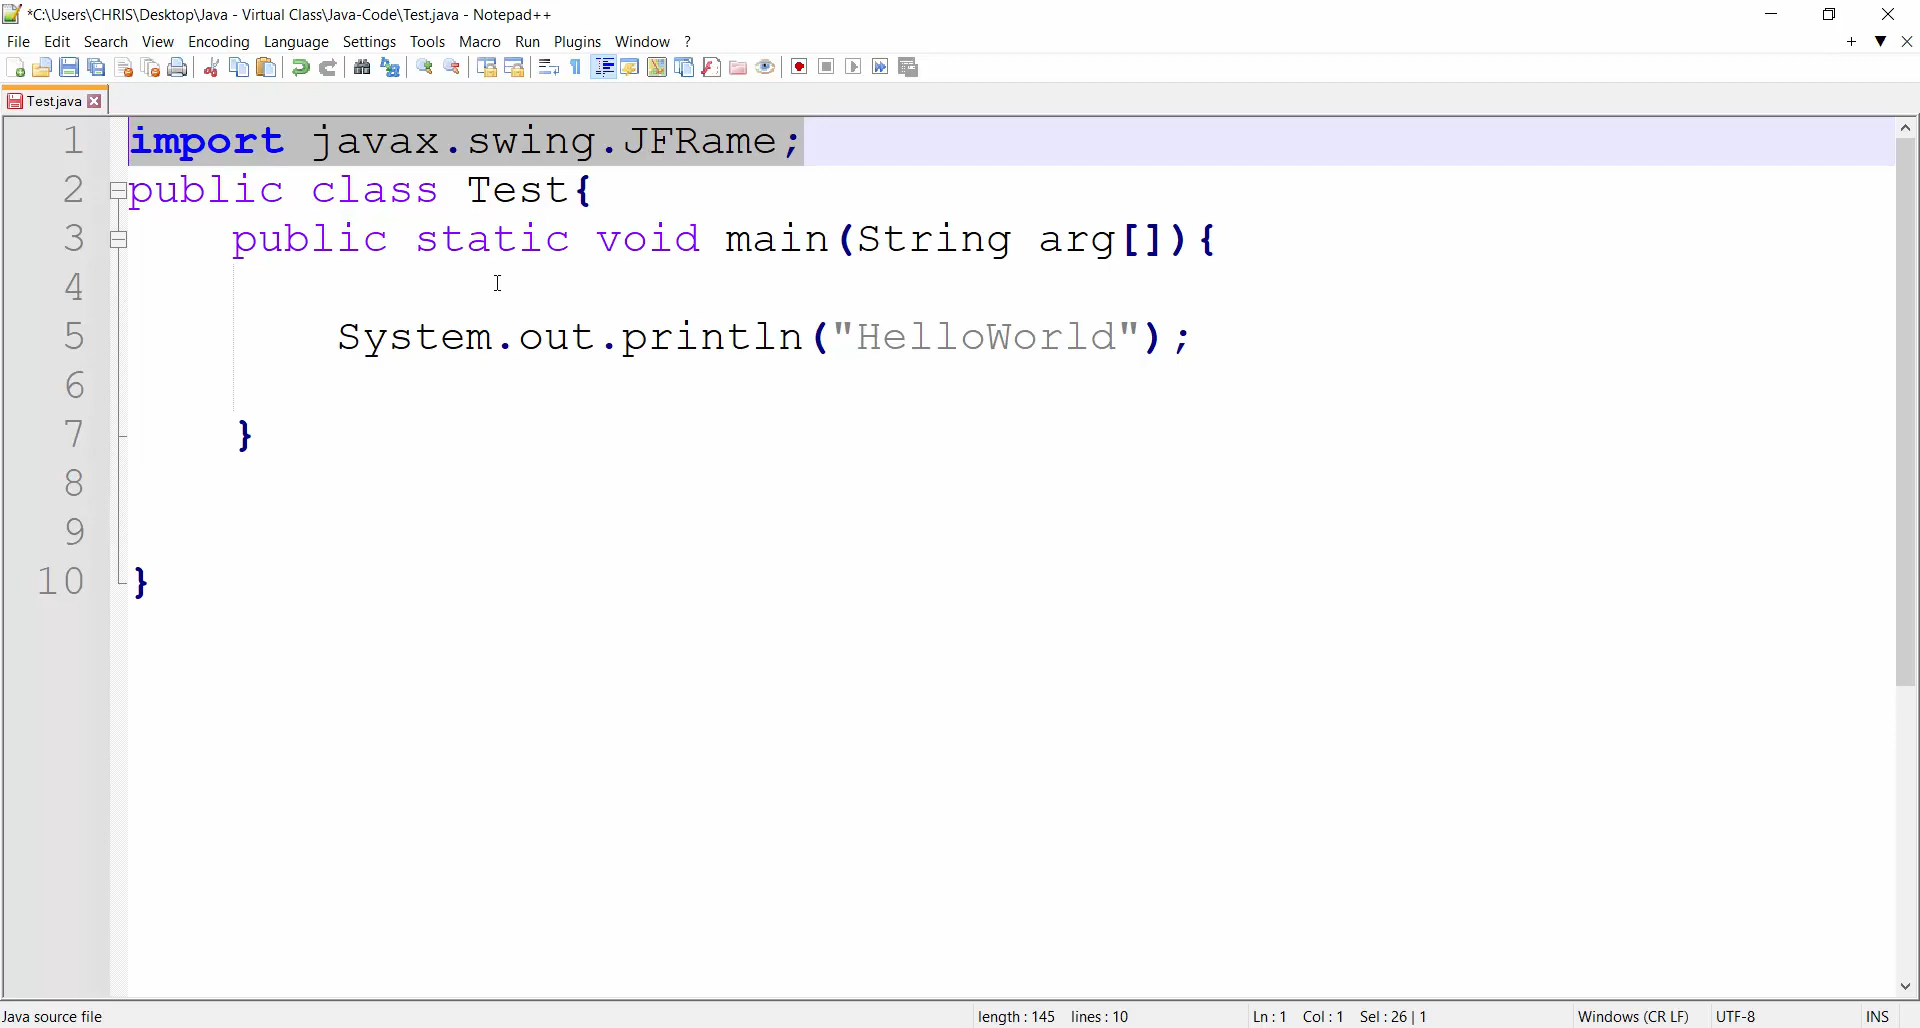 *C:\Users\CHRIS\Desktop\Java - Virtual Class\Java-Code\Test.java - Notepad++
File Edit Search View Encoding Language Settings Tools Macro Run Plugins Window ?
Test.java
1 import javax.swing.JFRame;
2 public class Test{
3 public static void main(String arg[]){
4
5 System.out.println("HelloWorld");
6
7 }
8
9
10 }
Java source file length : 145 lines : 10 Ln : 1 Col : 1 Sel : 26 | 1 Windows (CR LF) UTF-8 INS